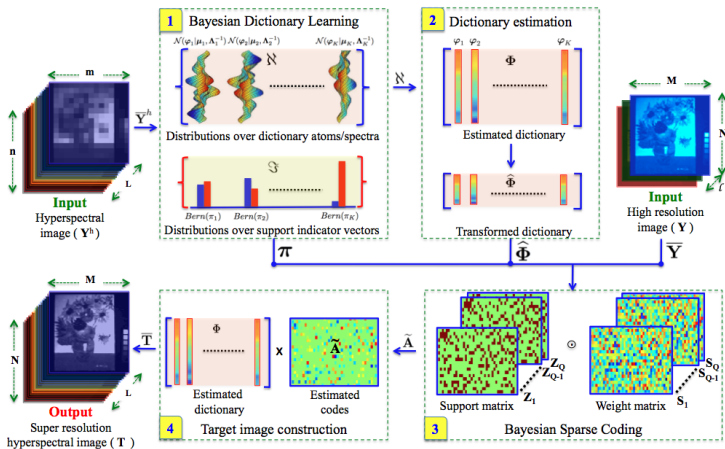 1 Bayesian Dictionary Learning
N(φ₁|μ₁, Λ₁⁻¹) N(φ₂|μ₂, Λ₂⁻¹) N(φ_K|μ_K, Λ_K⁻¹)
ℵ
Distributions over dictionary atoms/spectra
ℑ
Bern(π₁) Bern(π₂) Bern(π_K)
Distributions over support indicator vectors
2 Dictionary estimation
φ₁ φ₂ φ_K
Φ
Estimated dictionary
Φ̂
Transformed dictionary
m
n
L
Input
Hyperspectral
image (Yʰ)
Y̅ʰ
ℵ
M
N
Input
High resolution
image (Y)
π
Φ̂
Y̅
M
N
L
Output
Super resolution
hyperspectral image (T)
T̅
Φ
Estimated
dictionary
x
Ã
Estimated
codes
4 Target image construction
Ã
Z_Q
Z_Q-1
Z₁
Support matrix
⊙
S_Q
S_Q-1
S₁
Weight matrix
3 Bayesian Sparse Coding